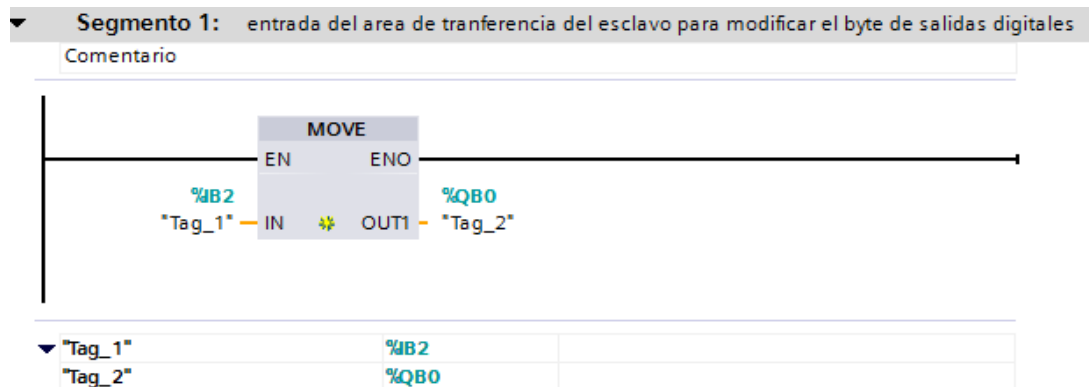 Segmento 1: entrada del area de tranferencia del esclavo para modificar el byte de salidas digitales
Comentario
MOVE
EN ENO
%IB2 %QB0
"Tag_1" IN OUT1 "Tag_2"
"Tag_1" %IB2
"Tag_2" %QB0